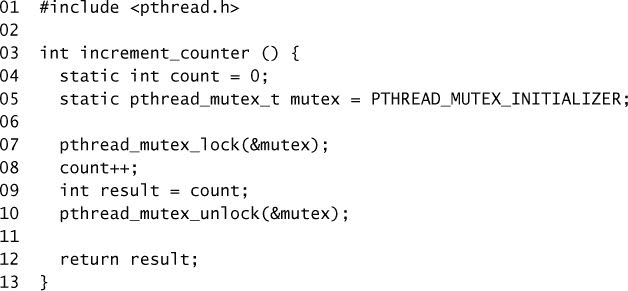 01 #include <pthread.h>
02
03 int increment_counter () {
04   static int count = 0;
05   static pthread_mutex_t mutex = PTHREAD_MUTEX_INITIALIZER;
06
07   pthread_mutex_lock(&mutex);
08   count++;
09   int result = count;
10   pthread_mutex_unlock(&mutex);
11
12   return result;
13 }